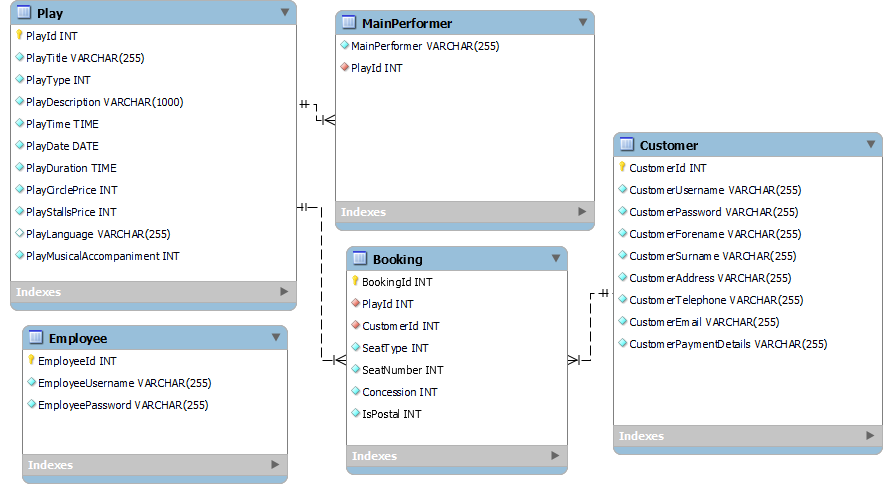 Play
PlayId INT
PlayTitle VARCHAR(255)
PlayType INT
PlayDescription VARCHAR(1000)
PlayTime TIME
PlayDate DATE
PlayDuration TIME
PlayCirclePrice INT
PlayStallsPrice INT
PlayLanguage VARCHAR(255)
PlayMusicalAccompaniment INT
Indexes
MainPerformer
MainPerformer VARCHAR(255)
PlayId INT
Indexes
Customer
CustomerId INT
CustomerUsername VARCHAR(255)
CustomerPassword VARCHAR(255)
CustomerForename VARCHAR(255)
CustomerSurname VARCHAR(255)
CustomerAddress VARCHAR(255)
CustomerTelephone VARCHAR(255)
CustomerEmail VARCHAR(255)
CustomerPaymentDetails VARCHAR(255)
Indexes
Booking
BookingId INT
PlayId INT
CustomerId INT
SeatType INT
SeatNumber INT
Concession INT
IsPostal INT
Indexes
Employee
EmployeeId INT
EmployeeUsername VARCHAR(255)
EmployeePassword VARCHAR(255)
Indexes